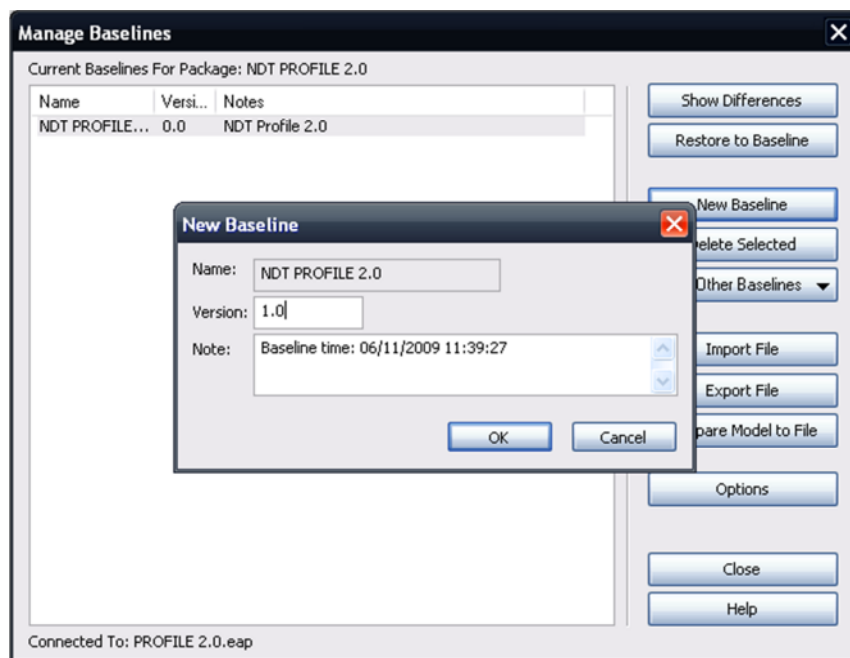 Manage Baselines
Current Baselines For Package: NDT PROFILE 2.0
Name Versi... Notes
NDT PROFILE... 0.0 NDT Profile 2.0
Show Differences
Restore to Baseline
New Baseline
elete Selected
Other Baselines
Import File
Export File
pare Model to File
Options
Close
Help
New Baseline
Name: NDT PROFILE 2.0
Version: 1.0
Note: Baseline time: 06/11/2009 11:39:27
OK Cancel
Connected To: PROFILE 2.0.eap